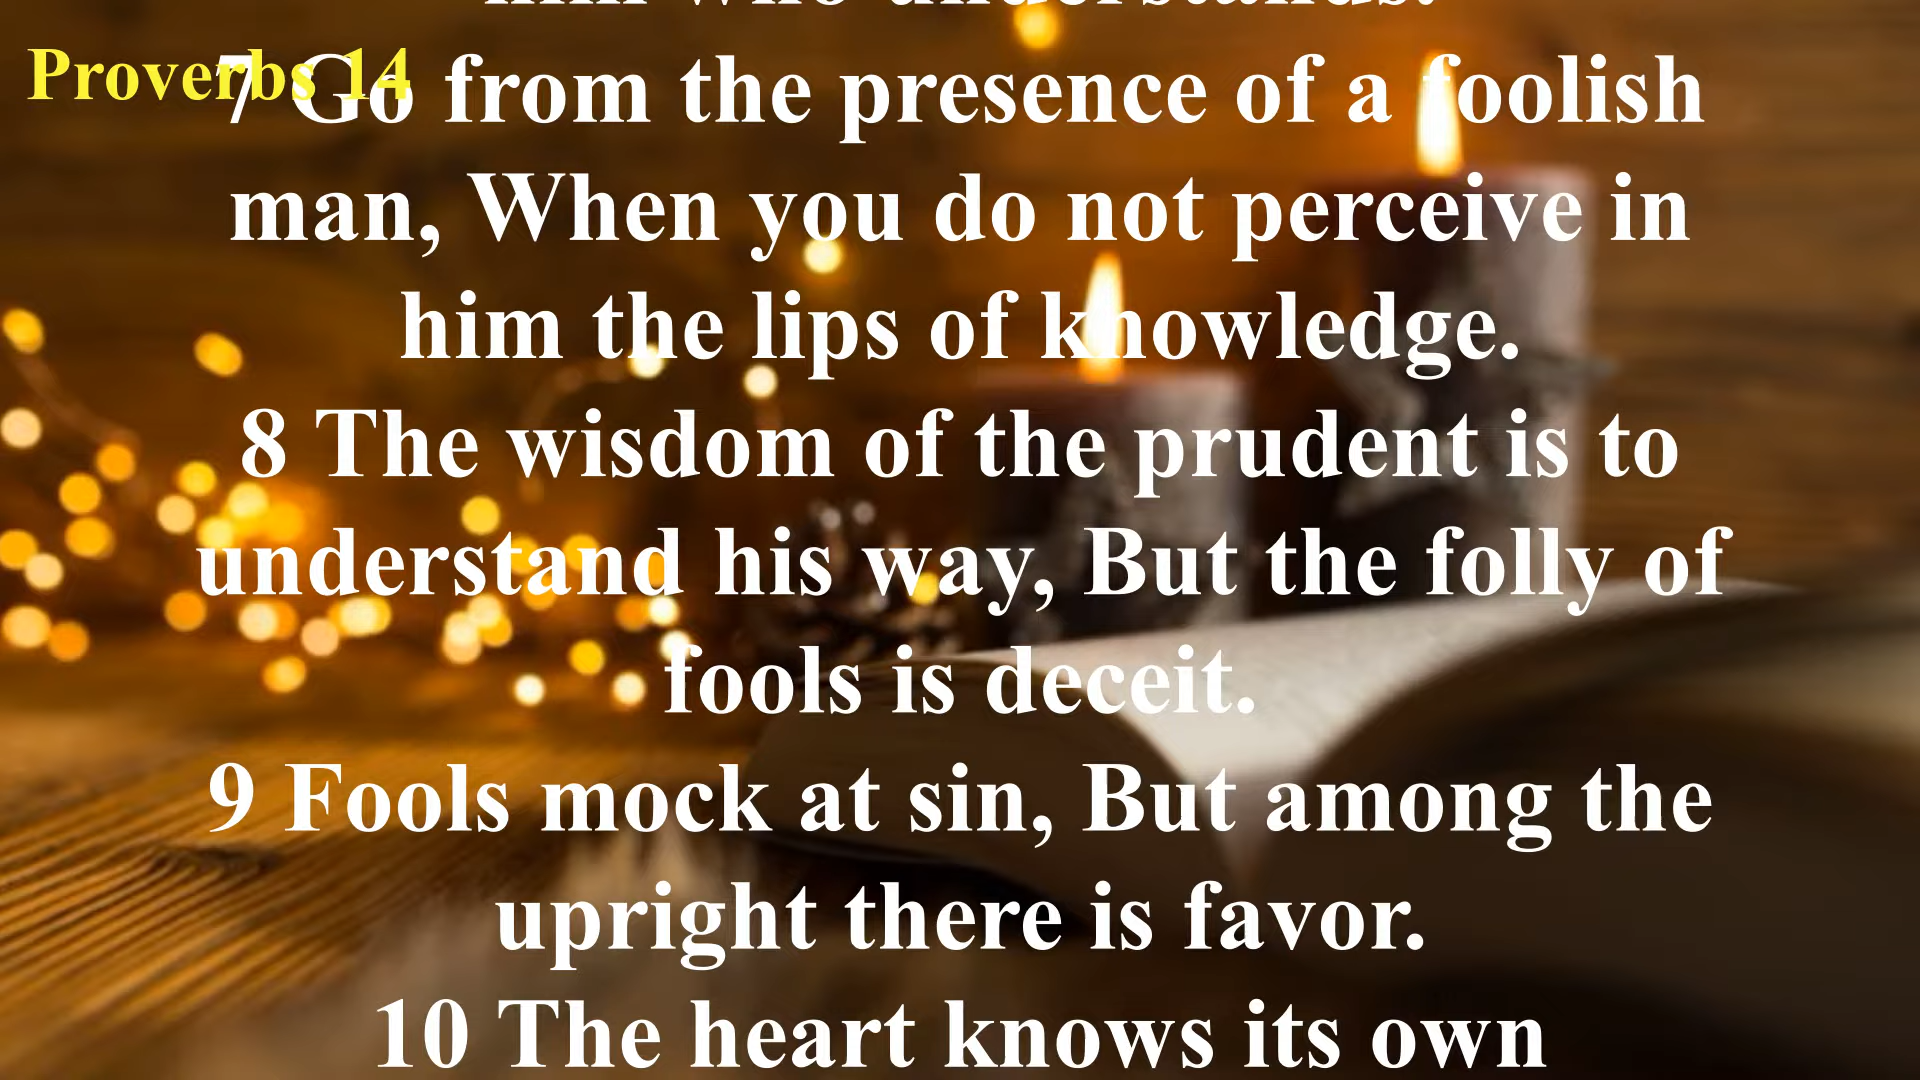 him who understands.
Proverbs 14
7 Go from the presence of a foolish
man, When you do not perceive in
him the lips of knowledge.
8 The wisdom of the prudent is to
understand his way, But the folly of
fools is deceit.
9 Fools mock at sin, But among the
upright there is favor.
10 The heart knows its own